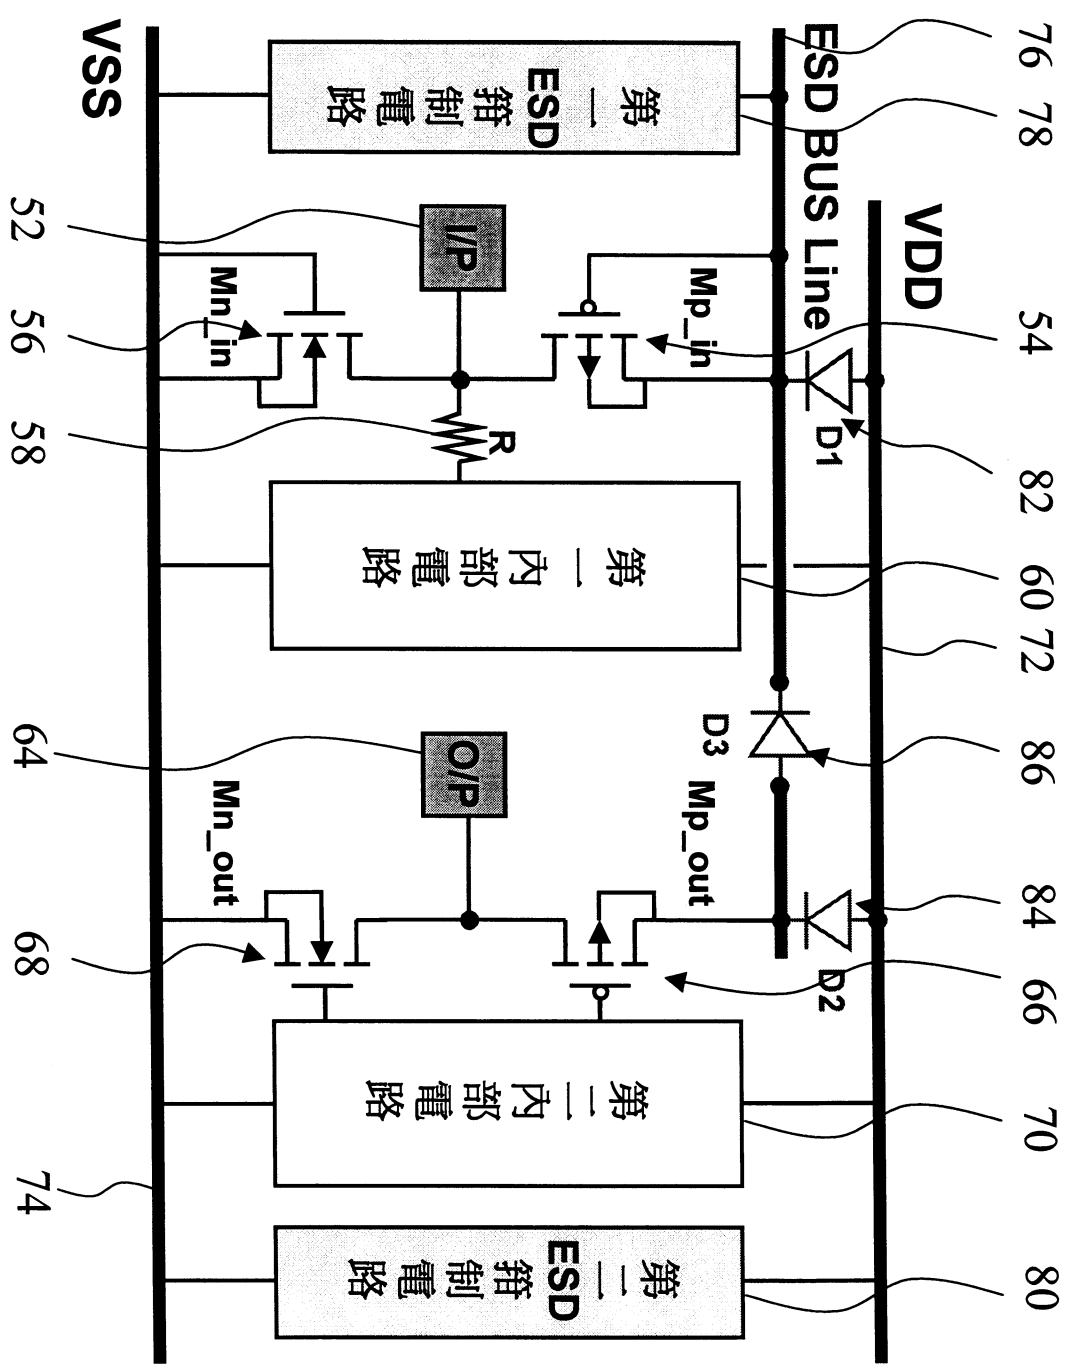 76
78
54
82
60
72
86
84
66
70
80
VDD
ESD BUS Line
D1
D2
D3
Mp_in
Mp_out
第一ESD箝制電路
I/P
R
第一內部電路
O/P
第二內部電路
第二ESD箝制電路
Mn_in
Mn_out
VSS
52
56
58
64
68
74